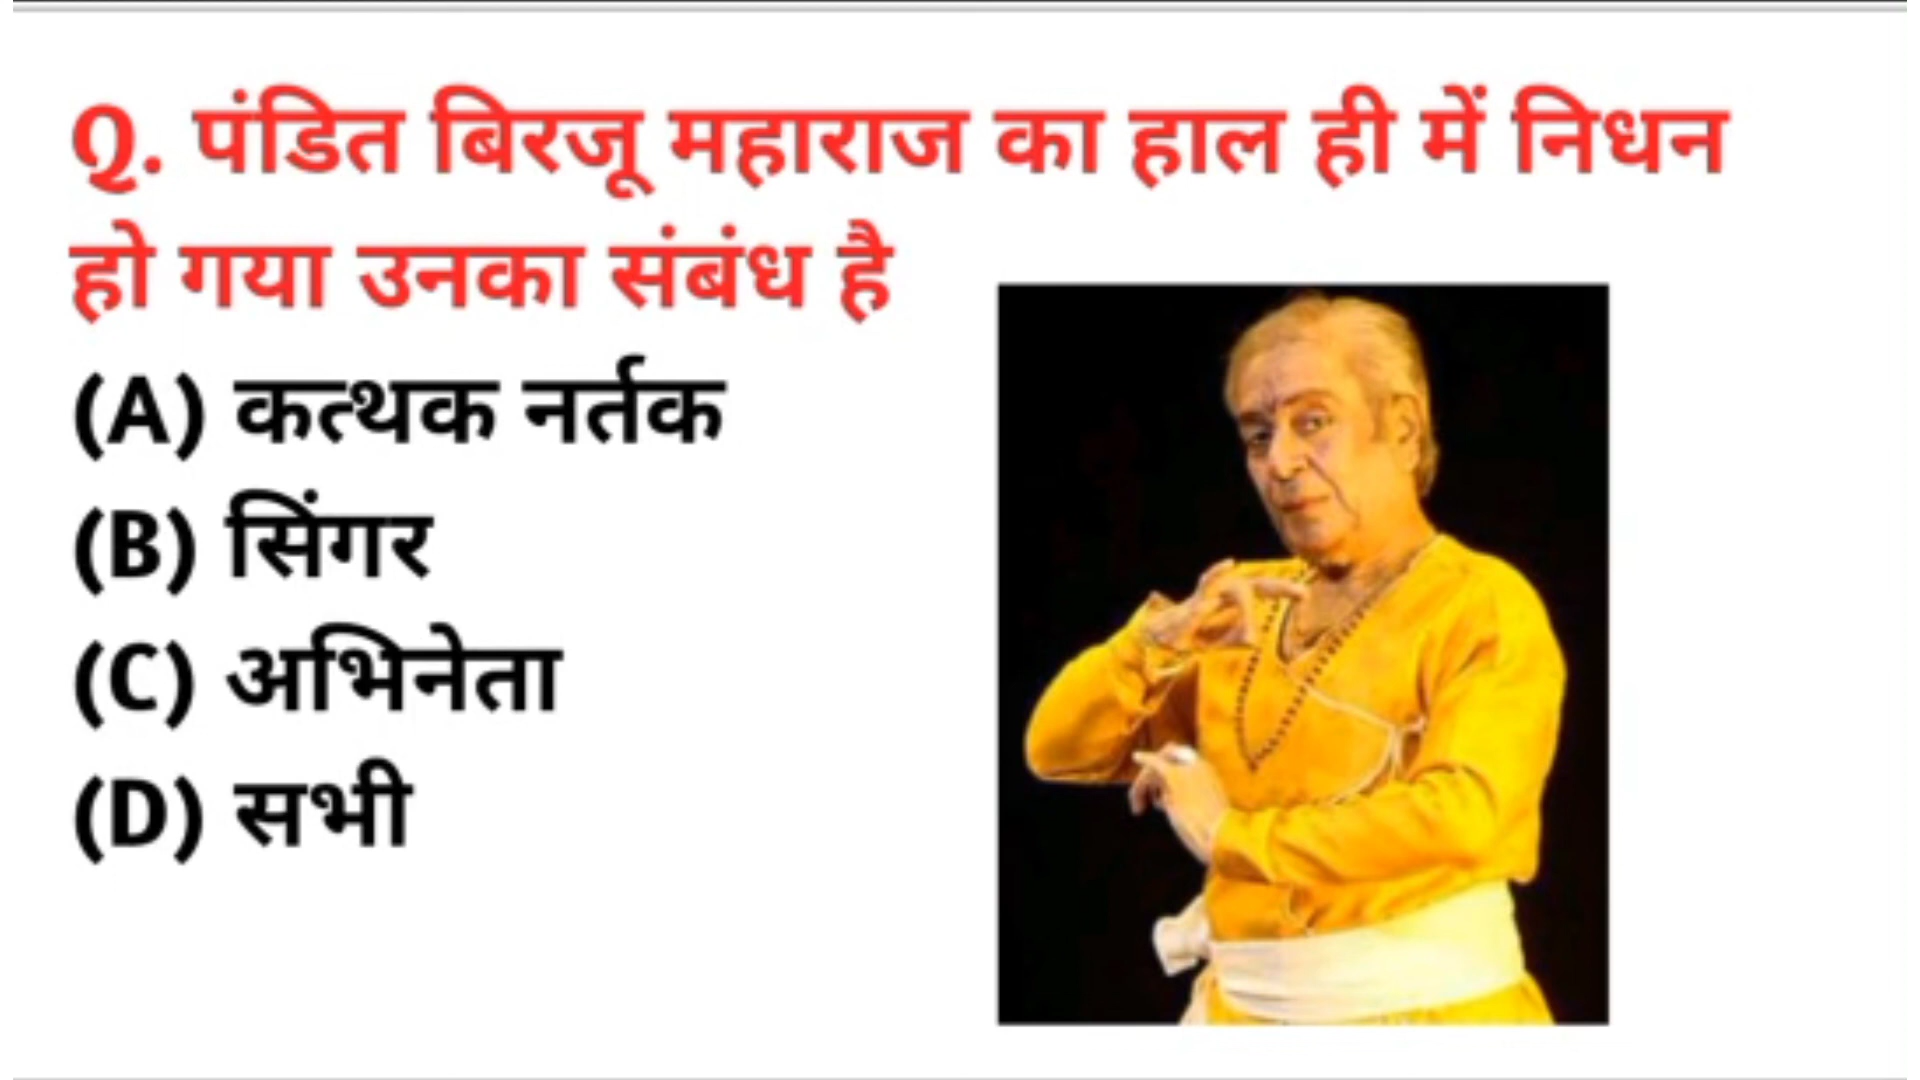 Q. पंडित बिरजू महाराज का हाल ही में निधन
हो गया उनका संबंध है
(A) कत्थक नर्तक
(B) सिंगर
(C) अभिनेता
(D) सभी